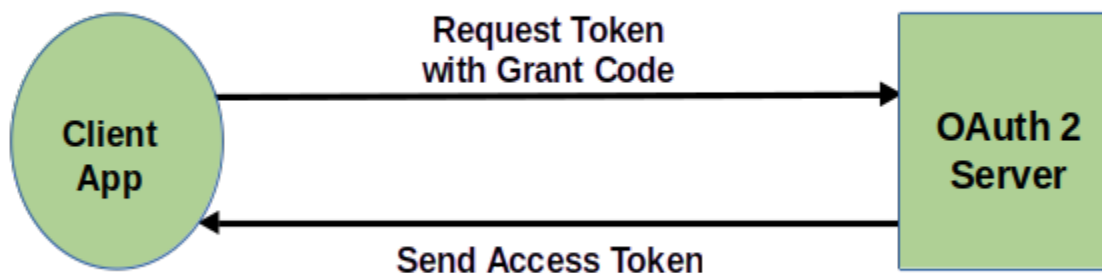 Request Token
with Grant Code
Client
App
OAuth 2
Server
Send Access Token